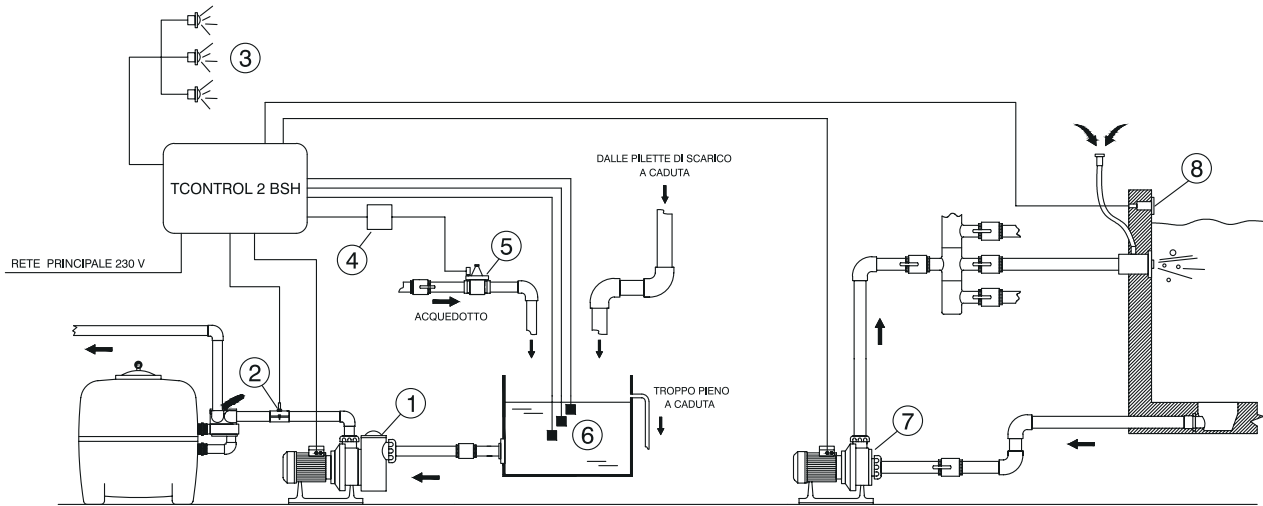 3
DALLE PILETTE DI SCARICO
A CADUTA
TCONTROL 2 BSH
8
4
5
RETE PRINCIPALE 230 V
ACQUEDOTTO
2
1
TROPPO PIENO
A CADUTA
6
7